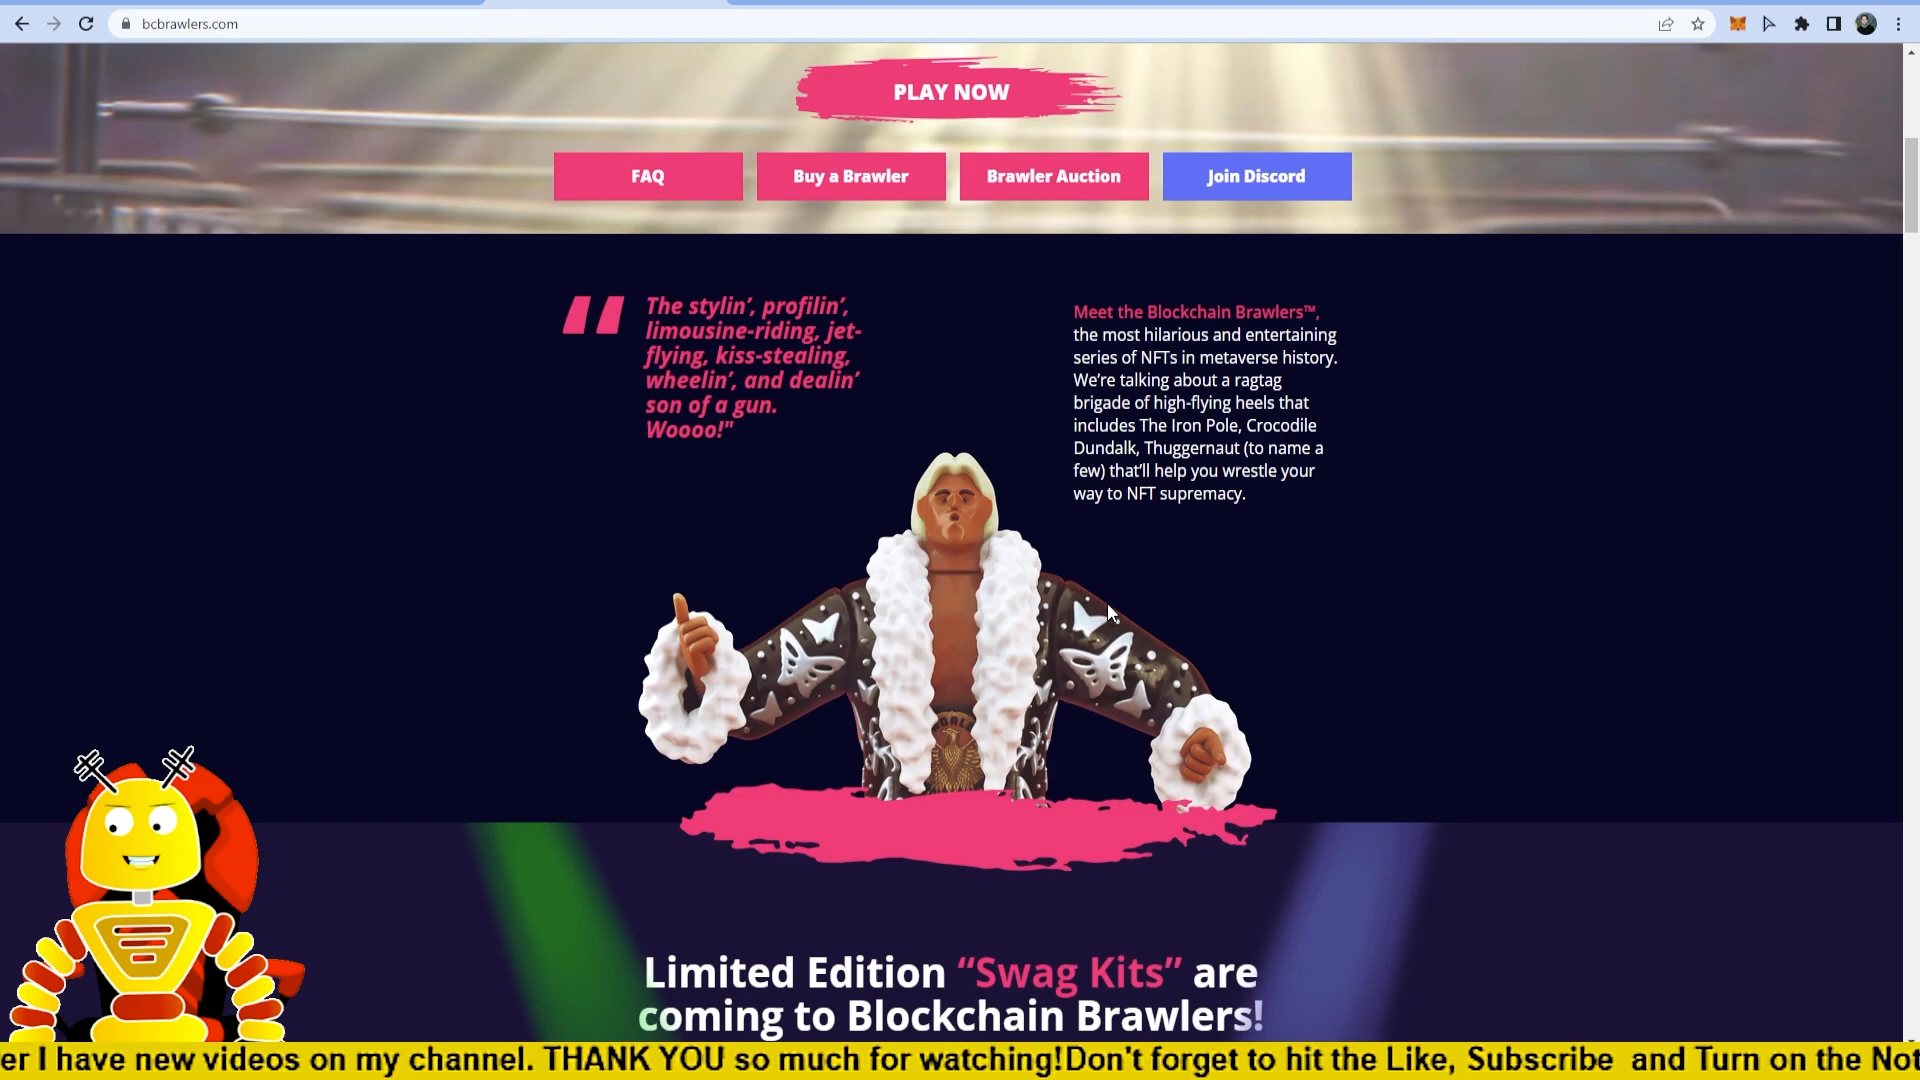 bcbrawlers.com
PLAY NOW
FAQ
Buy a Brawler
Brawler Auction
Join Discord
“ The stylin’, profilin’,
limousine-riding, jet-
flying, kiss-stealing,
wheelin’, and dealin’
son of a gun.
Woooo!"
Meet the Blockchain Brawlers™,
the most hilarious and entertaining
series of NFTs in metaverse history.
We’re talking about a ragtag
brigade of high-flying heels that
includes The Iron Pole, Crocodile
Dundalk, Thuggernaut (to name a
few) that’ll help you wrestle your
way to NFT supremacy.
Limited Edition “Swag Kits” are
coming to Blockchain Brawlers!
er I have new videos on my channel. THANK YOU so much for watching!Don't forget to hit the Like, Subscribe and Turn on the Not